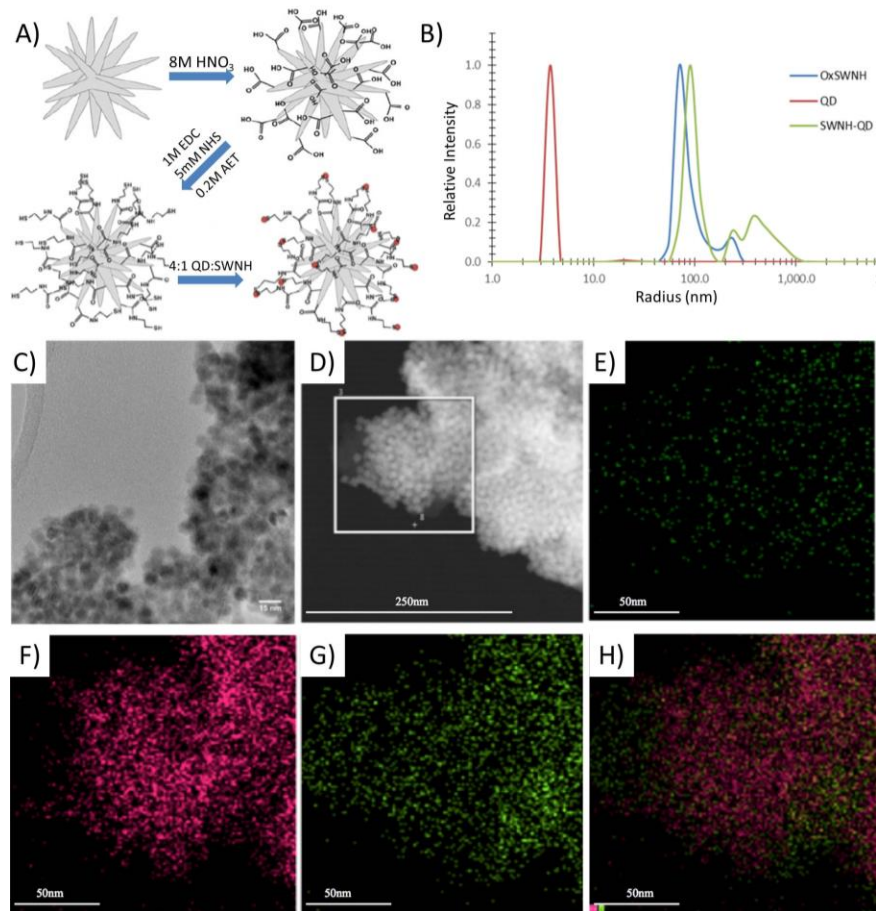 A)
8M HNO3
1M EDC
5mM NHS
0.2M AET
4:1 QD:SWNH
B)
Relative Intensity
1.0
0.8
0.6
0.4
0.2
0.0
1.0
10.0
100.0
1,000.0
Radius (nm)
OxSWNH
QD
SWNH-QD
C)
15 nm
D)
250nm
E)
50nm
F)
50nm
G)
50nm
H)
50nm